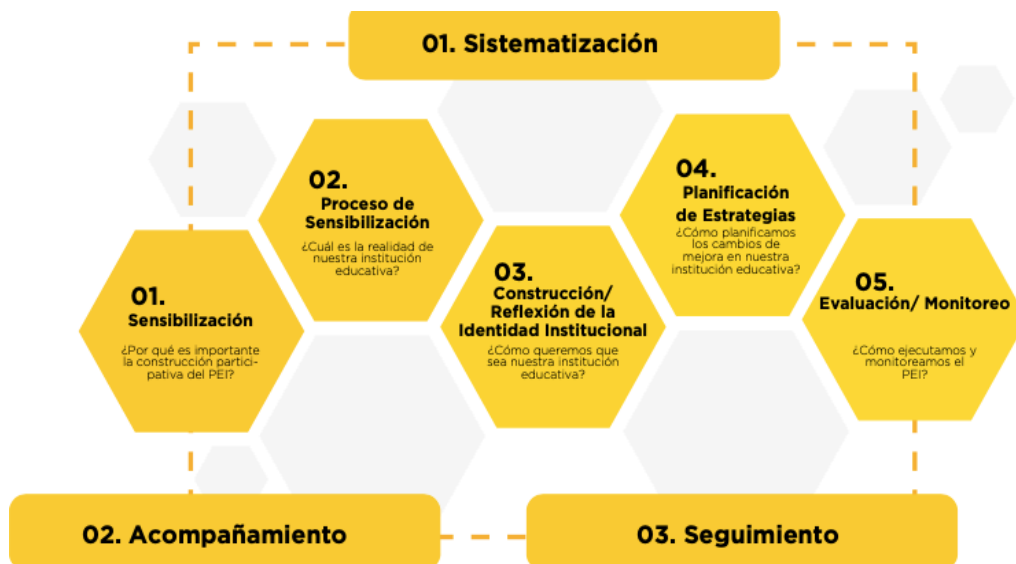 01. Sistematización
01.
Sensibilización
¿Por qué es importante
la construcción partici-
pativa del PEI?
02.
Proceso de
Sensibilización
¿Cuál es la realidad de
nuestra institución
educativa?
03.
Construcción/
Reflexión de la
Identidad Institucional
¿Cómo queremos que
sea nuestra institución
educativa?
04.
Planificación
de Estrategias
¿Cómo planificamos
los cambios de
mejora en nuestra
institución educativa?
05.
Evaluación/ Monitoreo
¿Cómo ejecutamos y
monitoreamos el
PEI?
02. Acompañamiento
03. Seguimiento